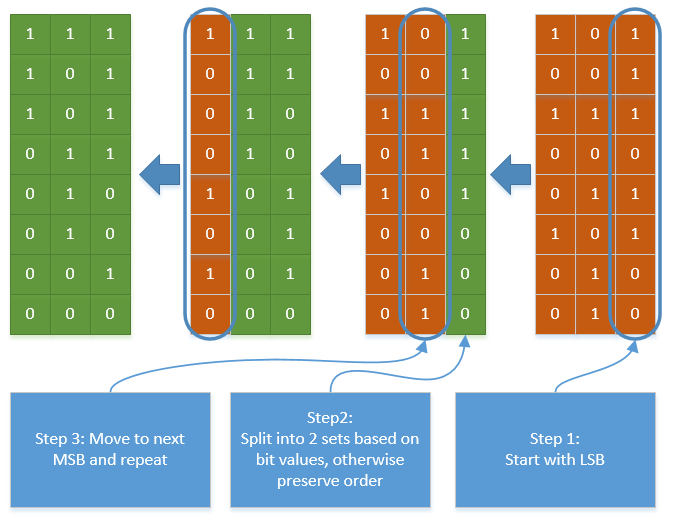 1 1 1 1 1 1 1 0 1 1 0 1
1 0 1 0 1 1 0 0 1 0 0 1
1 0 1 0 1 0 1 1 1 1 1 1
0 1 1 0 1 0 0 1 1 0 0 0
0 1 0 1 0 1 1 0 1 0 1 1
0 1 0 0 0 1 0 0 0 1 0 1
0 0 1 1 0 1 0 1 0 0 1 0
0 0 0 0 0 0 0 1 0 0 1 0
Step 3: Move to next
MSB and repeat
Step2:
Split into 2 sets based on
bit values, otherwise
preserve order
Step 1:
Start with LSB